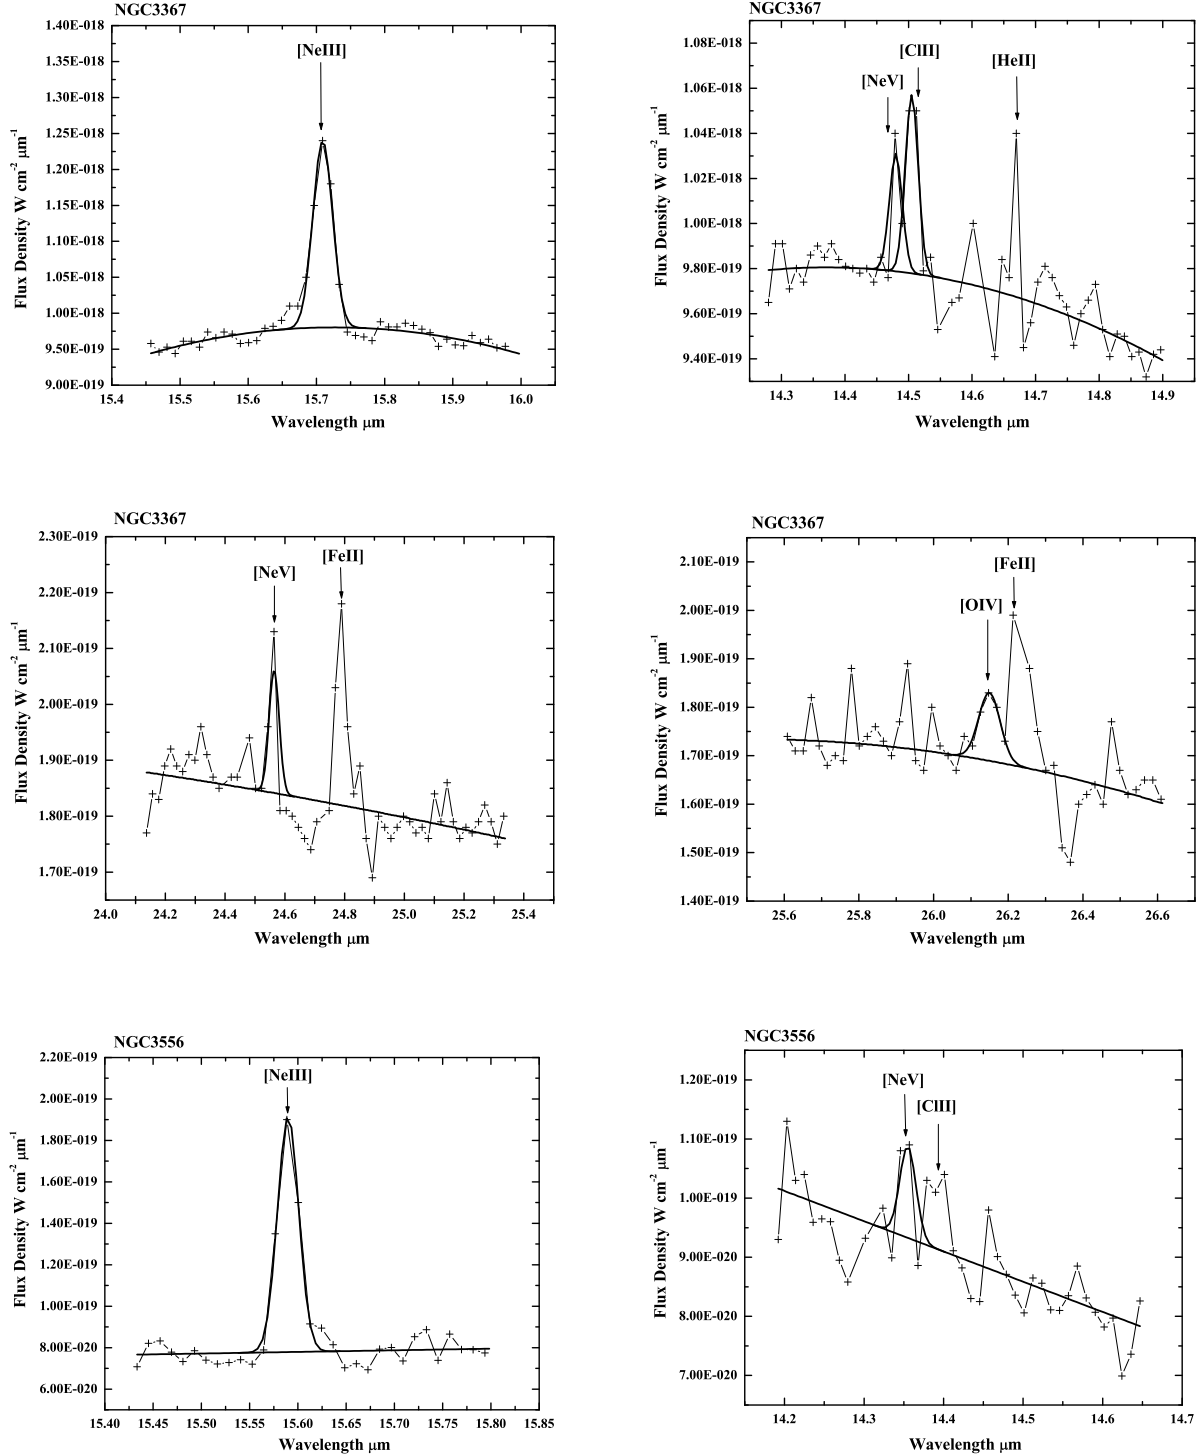 NGC3367
1.40E-018
1.35E-018
1.30E-018
1.25E-018
1.20E-018
1.15E-018
1.10E-018
1.05E-018
1.00E-018
9.50E-019
9.00E-019
Flux Density W cm⁻² μm⁻¹
[NeIII]
15.4 15.5 15.6 15.7 15.8 15.9 16.0
Wavelength μm
NGC3367
1.08E-018
1.06E-018
1.04E-018
1.02E-018
1.00E-018
9.80E-019
9.60E-019
9.40E-019
Flux Density W cm⁻² μm⁻¹
[NeV]
[ClII]
[HeII]
14.3 14.4 14.5 14.6 14.7 14.8 14.9
Wavelength μm
NGC3367
2.30E-019
2.20E-019
2.10E-019
2.00E-019
1.90E-019
1.80E-019
1.70E-019
Flux Density W cm⁻² μm⁻¹
[NeV]
[FeII]
24.0 24.2 24.4 24.6 24.8 25.0 25.2 25.4
Wavelength μm
NGC3367
2.10E-019
2.00E-019
1.90E-019
1.80E-019
1.70E-019
1.60E-019
1.50E-019
1.40E-019
Flux Density W cm⁻² μm⁻¹
[OIV]
[FeII]
25.6 25.8 26.0 26.2 26.4 26.6
Wavelength μm
NGC3556
2.20E-019
2.00E-019
1.80E-019
1.60E-019
1.40E-019
1.20E-019
1.00E-019
8.00E-020
6.00E-020
Flux Density W cm⁻² μm⁻¹
[NeIII]
15.40 15.45 15.50 15.55 15.60 15.65 15.70 15.75 15.80 15.85
Wavelength μm
NGC3556
1.20E-019
1.10E-019
1.00E-019
9.00E-020
8.00E-020
7.00E-020
Flux Density W cm⁻² μm⁻¹
[NeV]
[ClII]
14.2 14.3 14.4 14.5 14.6 14.7
Wavelength μm